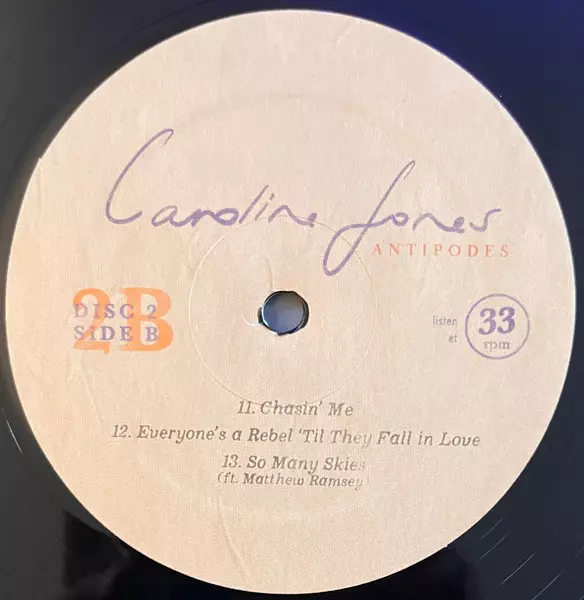 Caroline Jones
ANTIPODES
2B
DISC 2
SIDE B
listen
et
33
rpm
11. Chasin' Me
12. Everyone's a Rebel 'Til They Fall in Love
13. So Many Skies
(ft. Matthew Ramsey)